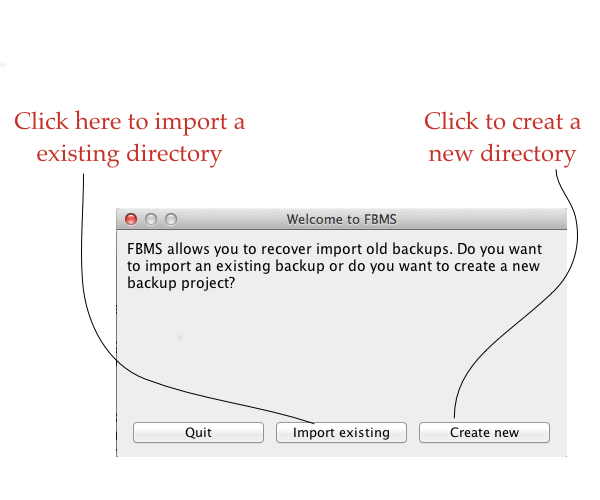 Click here to import a
existing directory
Click to creat a
new directory
Welcome to FBMS
FBMS allows you to recover import old backups. Do you want
to import an existing backup or do you want to create a new
backup project?
Quit
Import existing
Create new